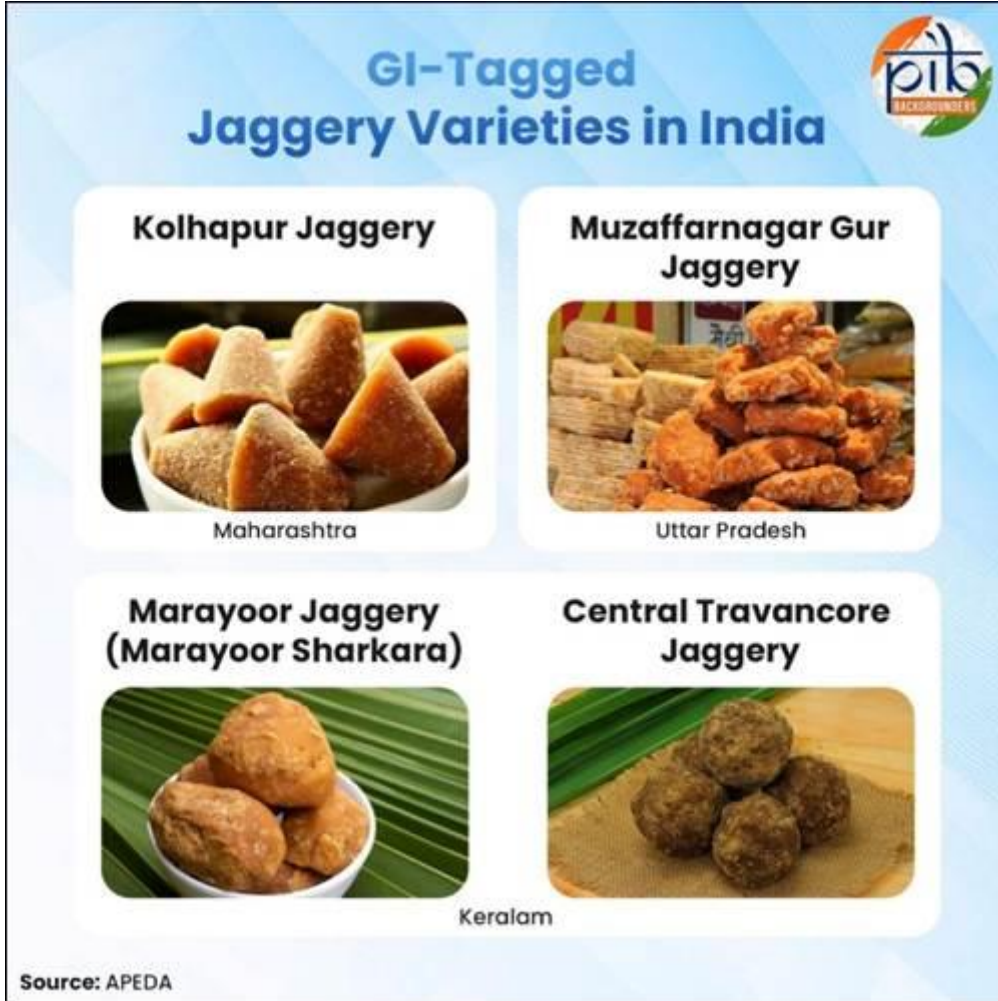 GI-Tagged
Jaggery Varieties in India
pib
BACKGROUNDERS
Kolhapur Jaggery
Maharashtra
Muzaffarnagar Gur
Jaggery
मैथी
Uttar Pradesh
Marayoor Jaggery
(Marayoor Sharkara)
Central Travancore
Jaggery
Keralam
Source: APEDA